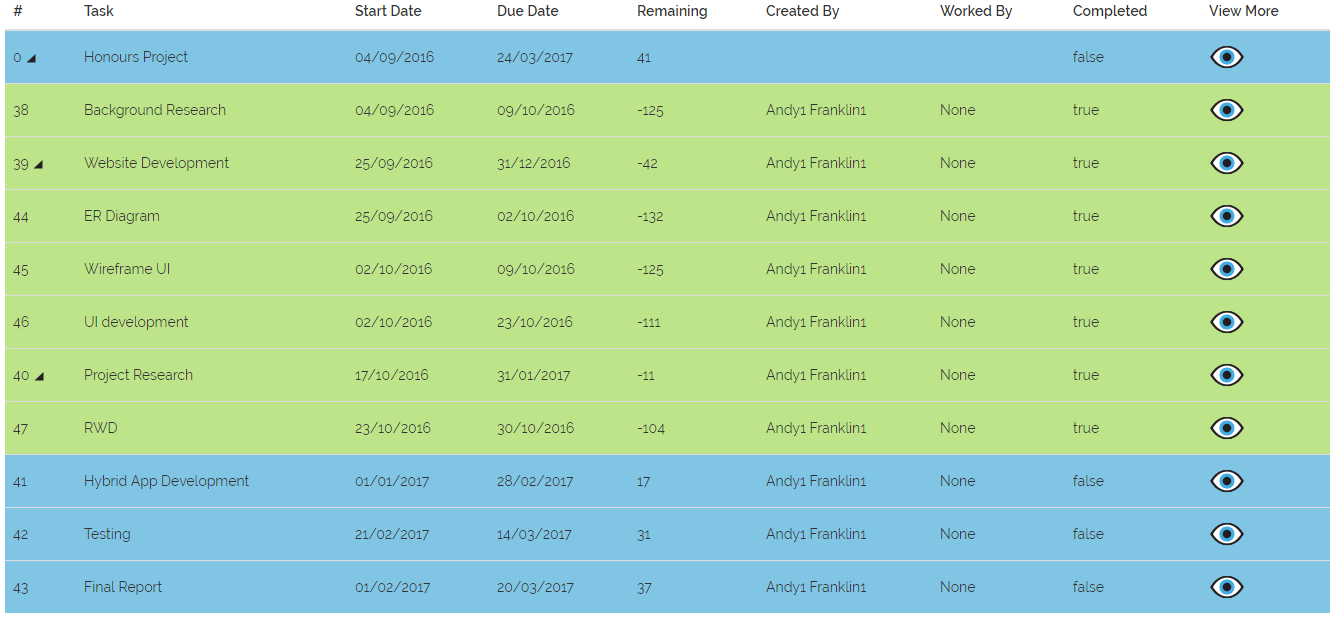 # Task Start Date Due Date Remaining Created By Worked By Completed View More
0 Honours Project 04/09/2016 24/03/2017 41 false
38 Background Research 04/09/2016 09/10/2016 -125 Andy1 Franklin1 None true
39 Website Development 25/09/2016 31/12/2016 -42 Andy1 Franklin1 None true
44 ER Diagram 25/09/2016 02/10/2016 -132 Andy1 Franklin1 None true
45 Wireframe UI 02/10/2016 09/10/2016 -125 Andy1 Franklin1 None true
46 UI development 02/10/2016 23/10/2016 -111 Andy1 Franklin1 None true
40 Project Research 17/10/2016 31/01/2017 -11 Andy1 Franklin1 None true
47 RWD 23/10/2016 30/10/2016 -104 Andy1 Franklin1 None true
41 Hybrid App Development 01/01/2017 28/02/2017 17 Andy1 Franklin1 None false
42 Testing 21/02/2017 14/03/2017 31 Andy1 Franklin1 None false
43 Final Report 01/02/2017 20/03/2017 37 Andy1 Franklin1 None false